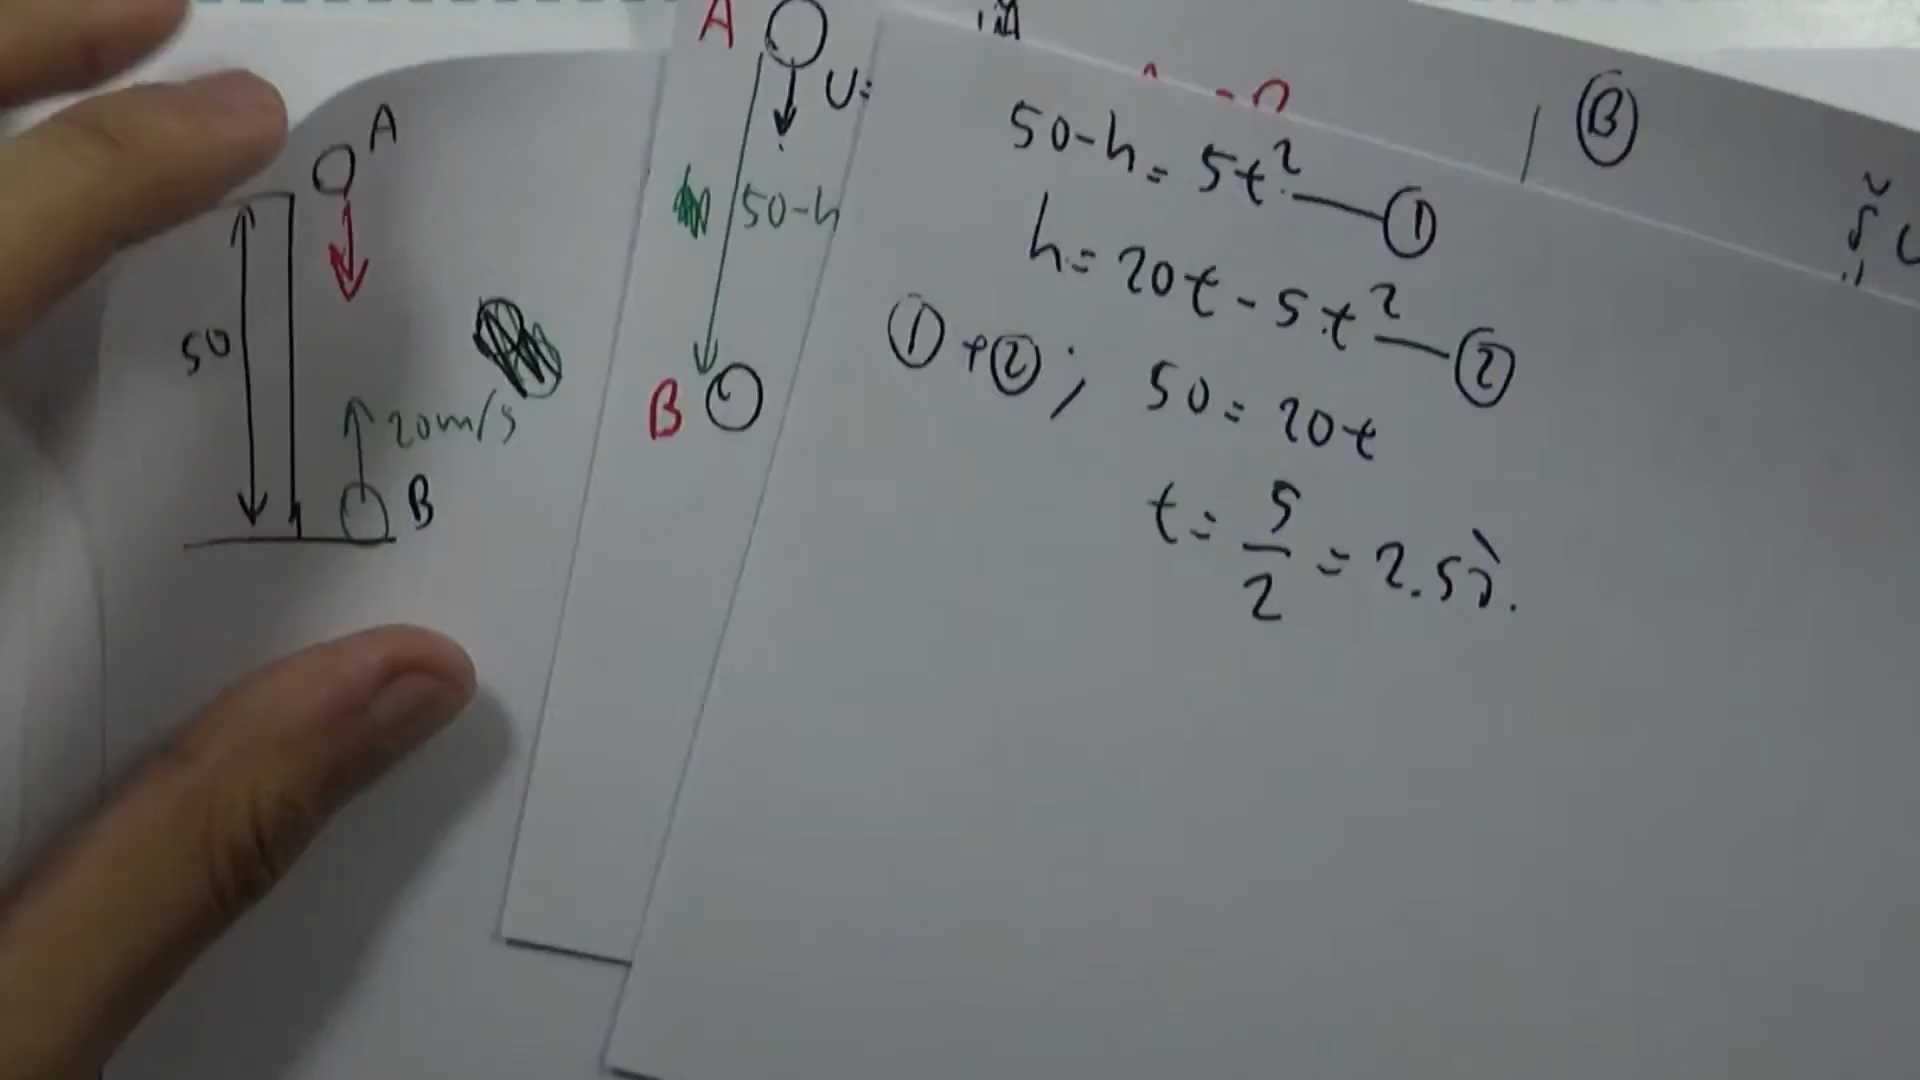 A
50
20m/s
B
A
U=
50-h
B
50-h = 5t² — ①
h = 20t - 5t² — ②
① + ② ; 50 = 20t
t = 5/2 = 2.5 วิ.
Ⓑ